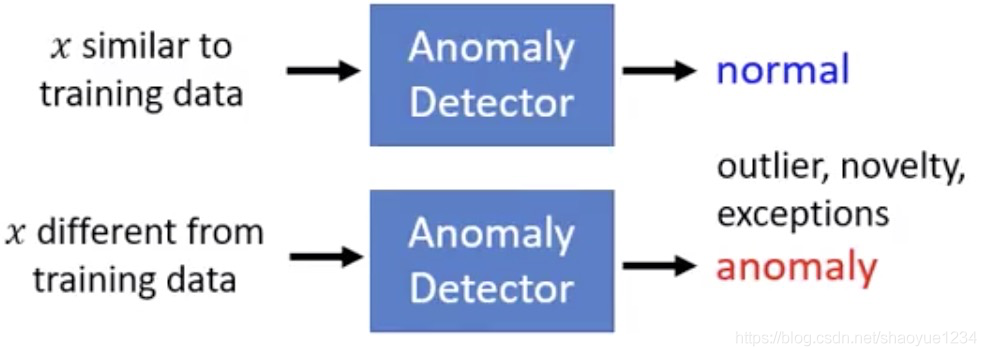 x similar to
training data
Anomaly
Detector
normal
outlier, novelty,
exceptions
x different from
training data
Anomaly
Detector
anomaly
https://blog.csdn.net/shaoyue1234